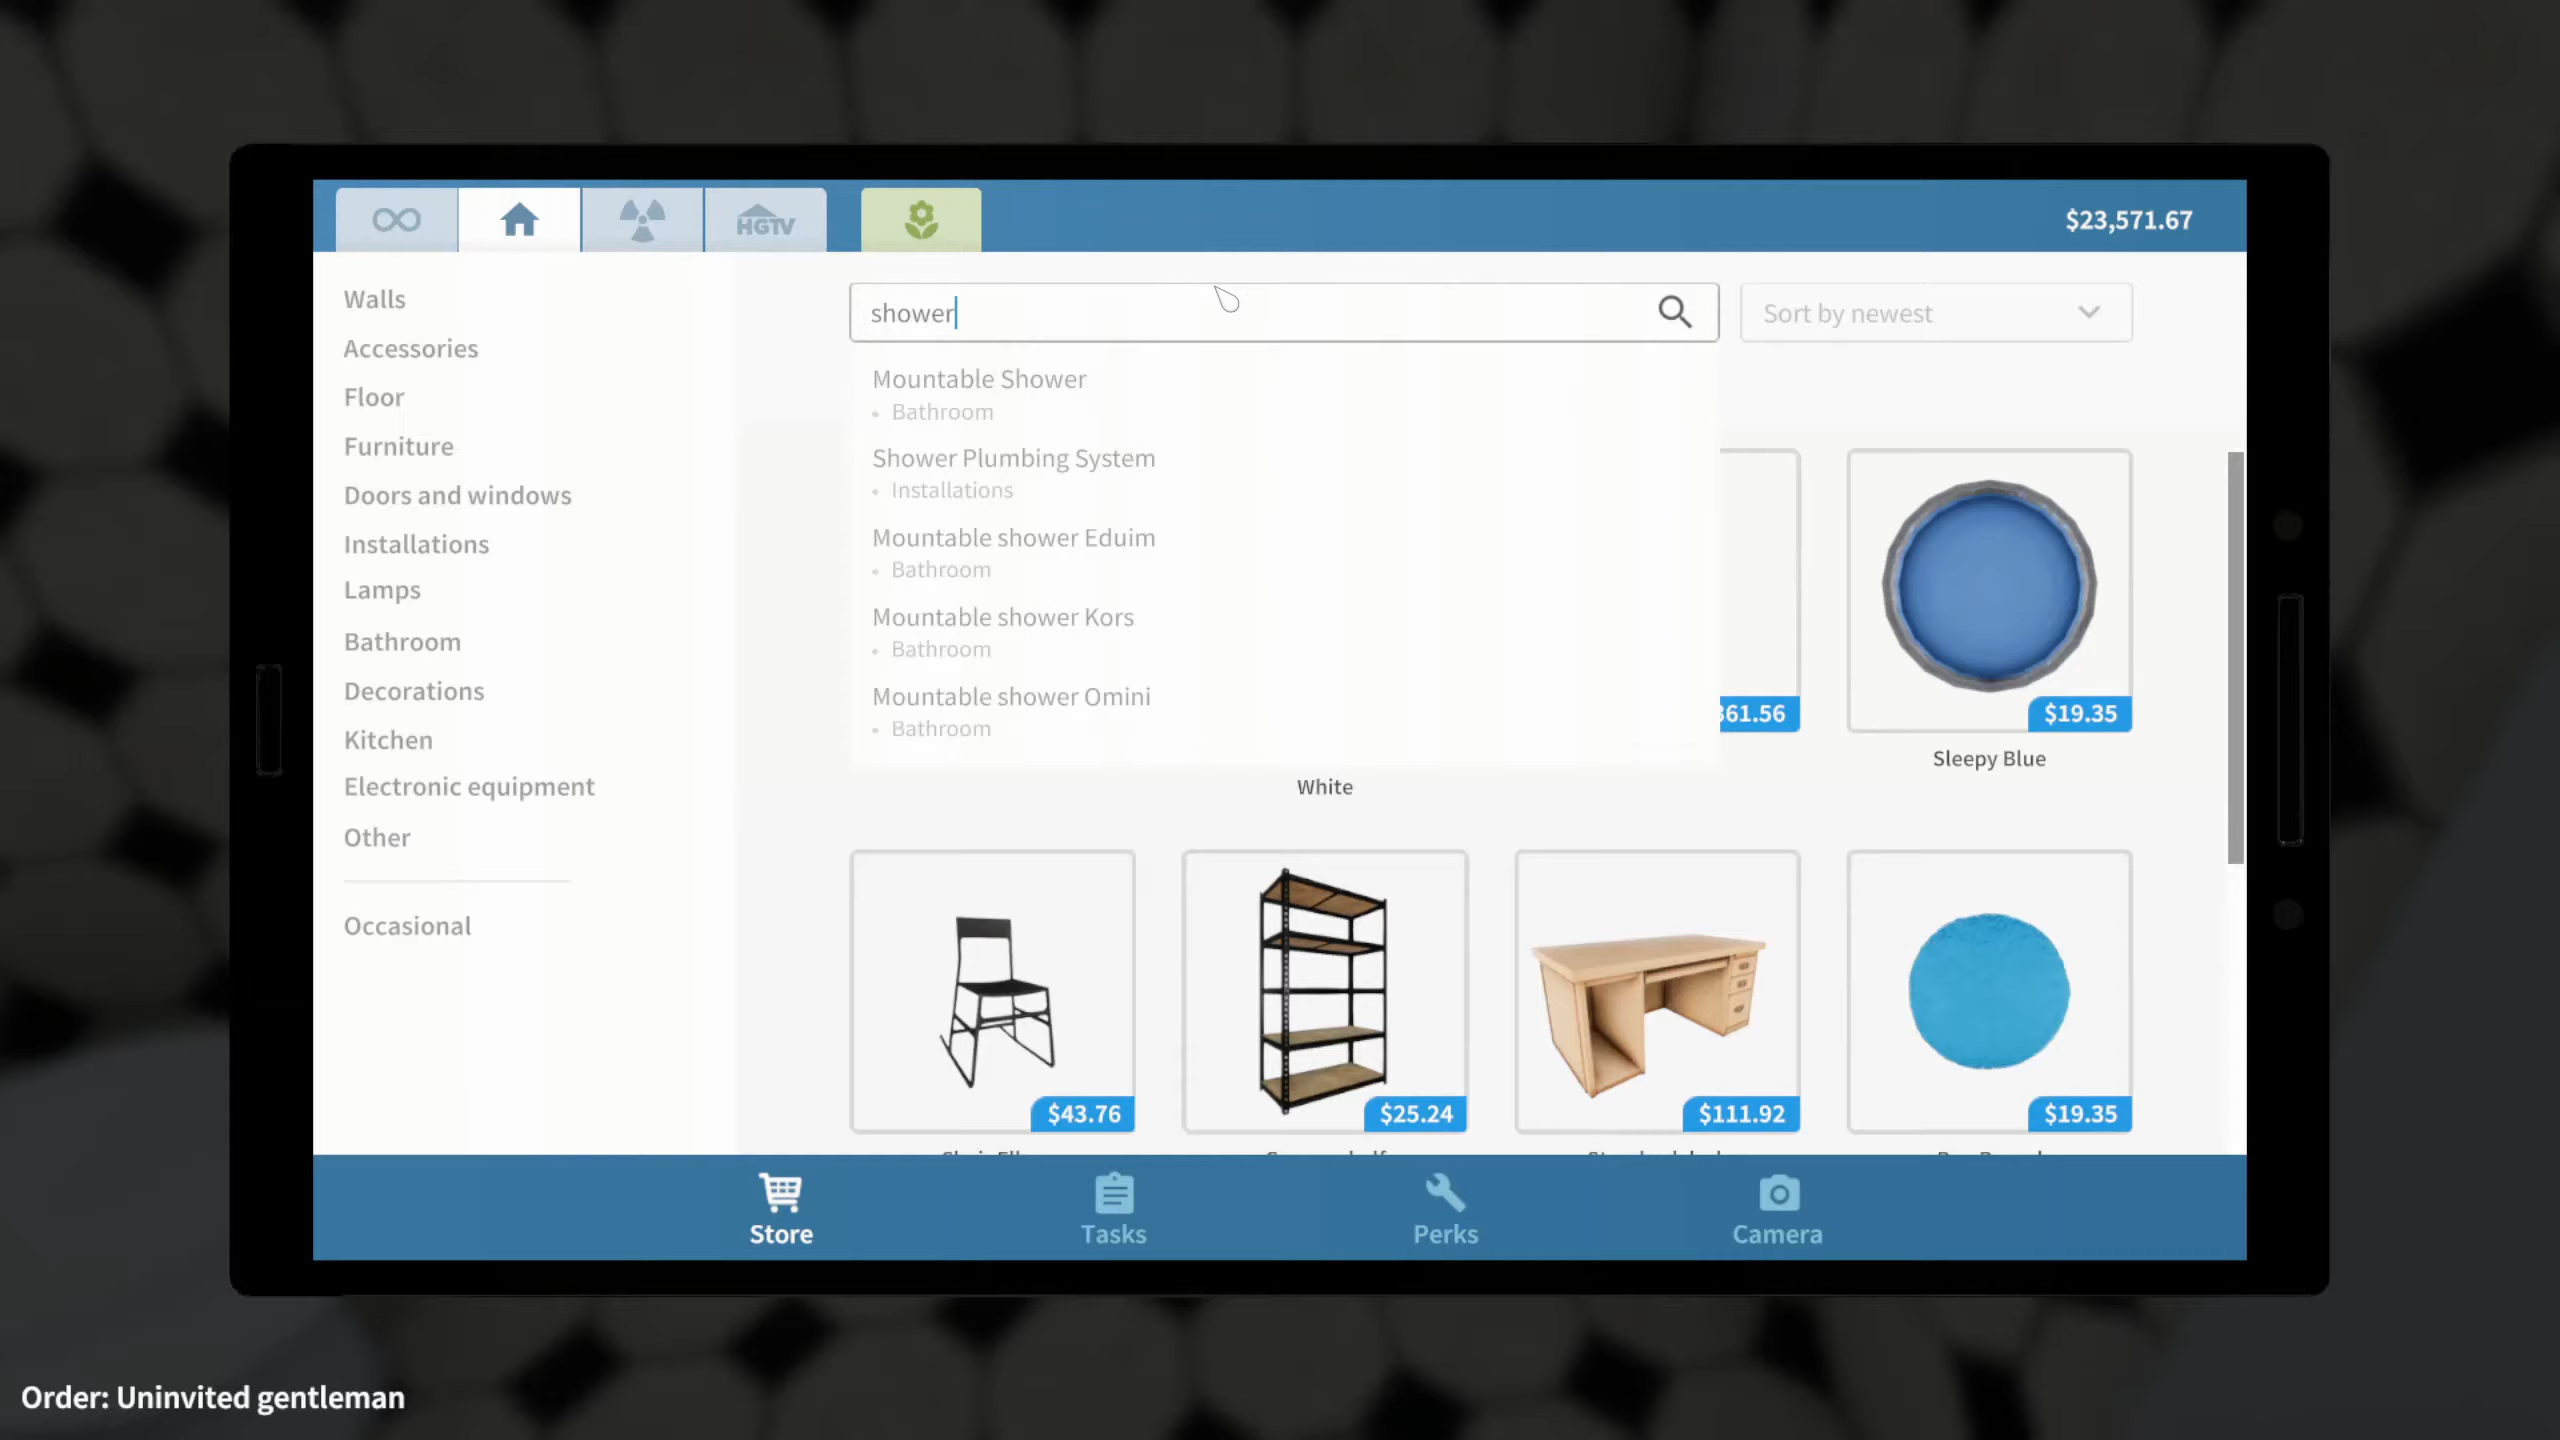 HGTV
$23,571.67
shower
Sort by newest
Walls
Accessories
Floor
Furniture
Doors and windows
Installations
Lamps
Bathroom
Decorations
Kitchen
Electronic equipment
Other
Occasional
Mountable Shower
• Bathroom
Shower Plumbing System
• Installations
Mountable shower Eduim
• Bathroom
Mountable shower Kors
• Bathroom
Mountable shower Omini
• Bathroom
61.56
$19.35
Sleepy Blue
White
$43.76
$25.24
$111.92
$19.35
Store
Tasks
Perks
Camera
Order: Uninvited gentleman